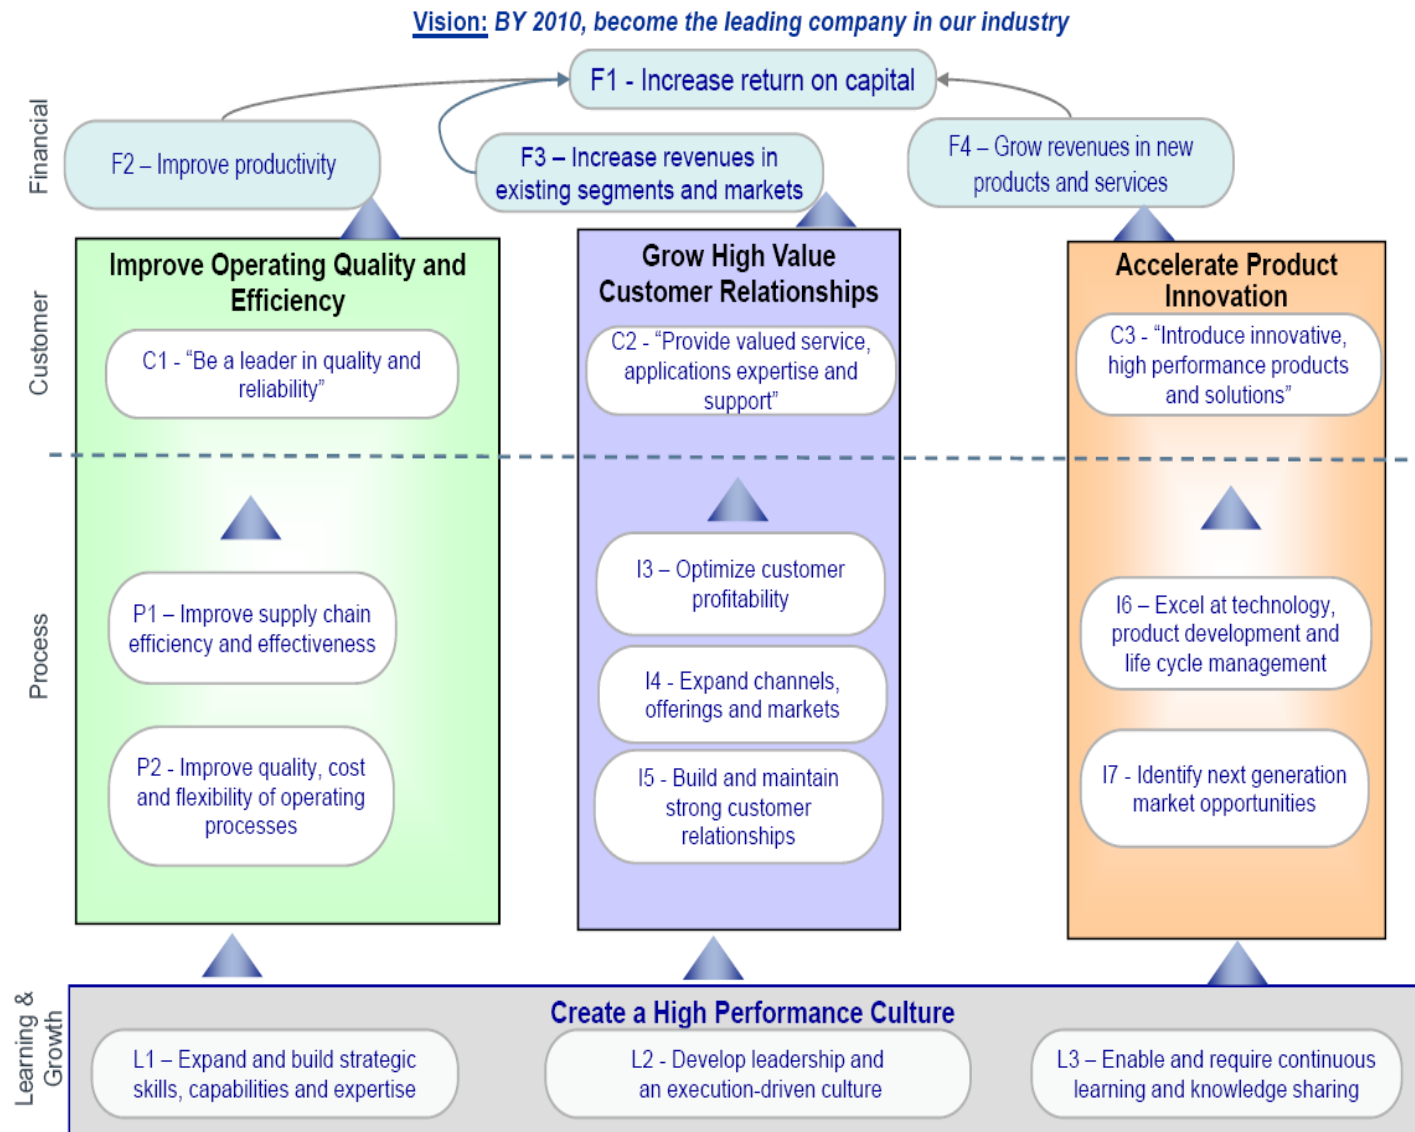 Vision: BY 2010, become the leading company in our industry
Financial
F1 - Increase return on capital
F2 – Improve productivity
F3 – Increase revenues in
existing segments and markets
F4 – Grow revenues in new
products and services
Customer
Improve Operating Quality and
Efficiency
C1 - “Be a leader in quality and
reliability”
Grow High Value
Customer Relationships
C2 - “Provide valued service,
applications expertise and
support”
Accelerate Product
Innovation
C3 - “Introduce innovative,
high performance products
and solutions”
Process
P1 – Improve supply chain
efficiency and effectiveness
P2 - Improve quality, cost
and flexibility of operating
processes
I3 – Optimize customer
profitability
I4 - Expand channels,
offerings and markets
I5 - Build and maintain
strong customer
relationships
I6 – Excel at technology,
product development and
life cycle management
I7 - Identify next generation
market opportunities
Learning &
Growth
Create a High Performance Culture
L1 – Expand and build strategic
skills, capabilities and expertise
L2 - Develop leadership and
an execution-driven culture
L3 – Enable and require continuous
learning and knowledge sharing